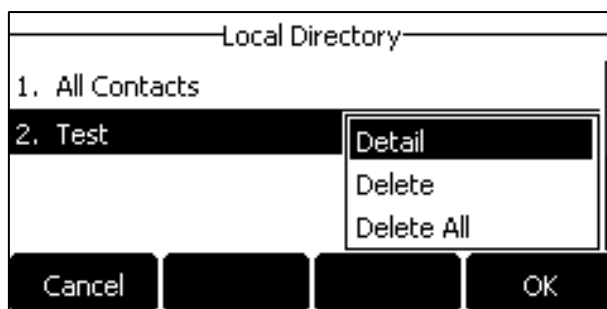 Local Directory
1. All Contacts
2. Test
Detail
Delete
Delete All
Cancel
OK